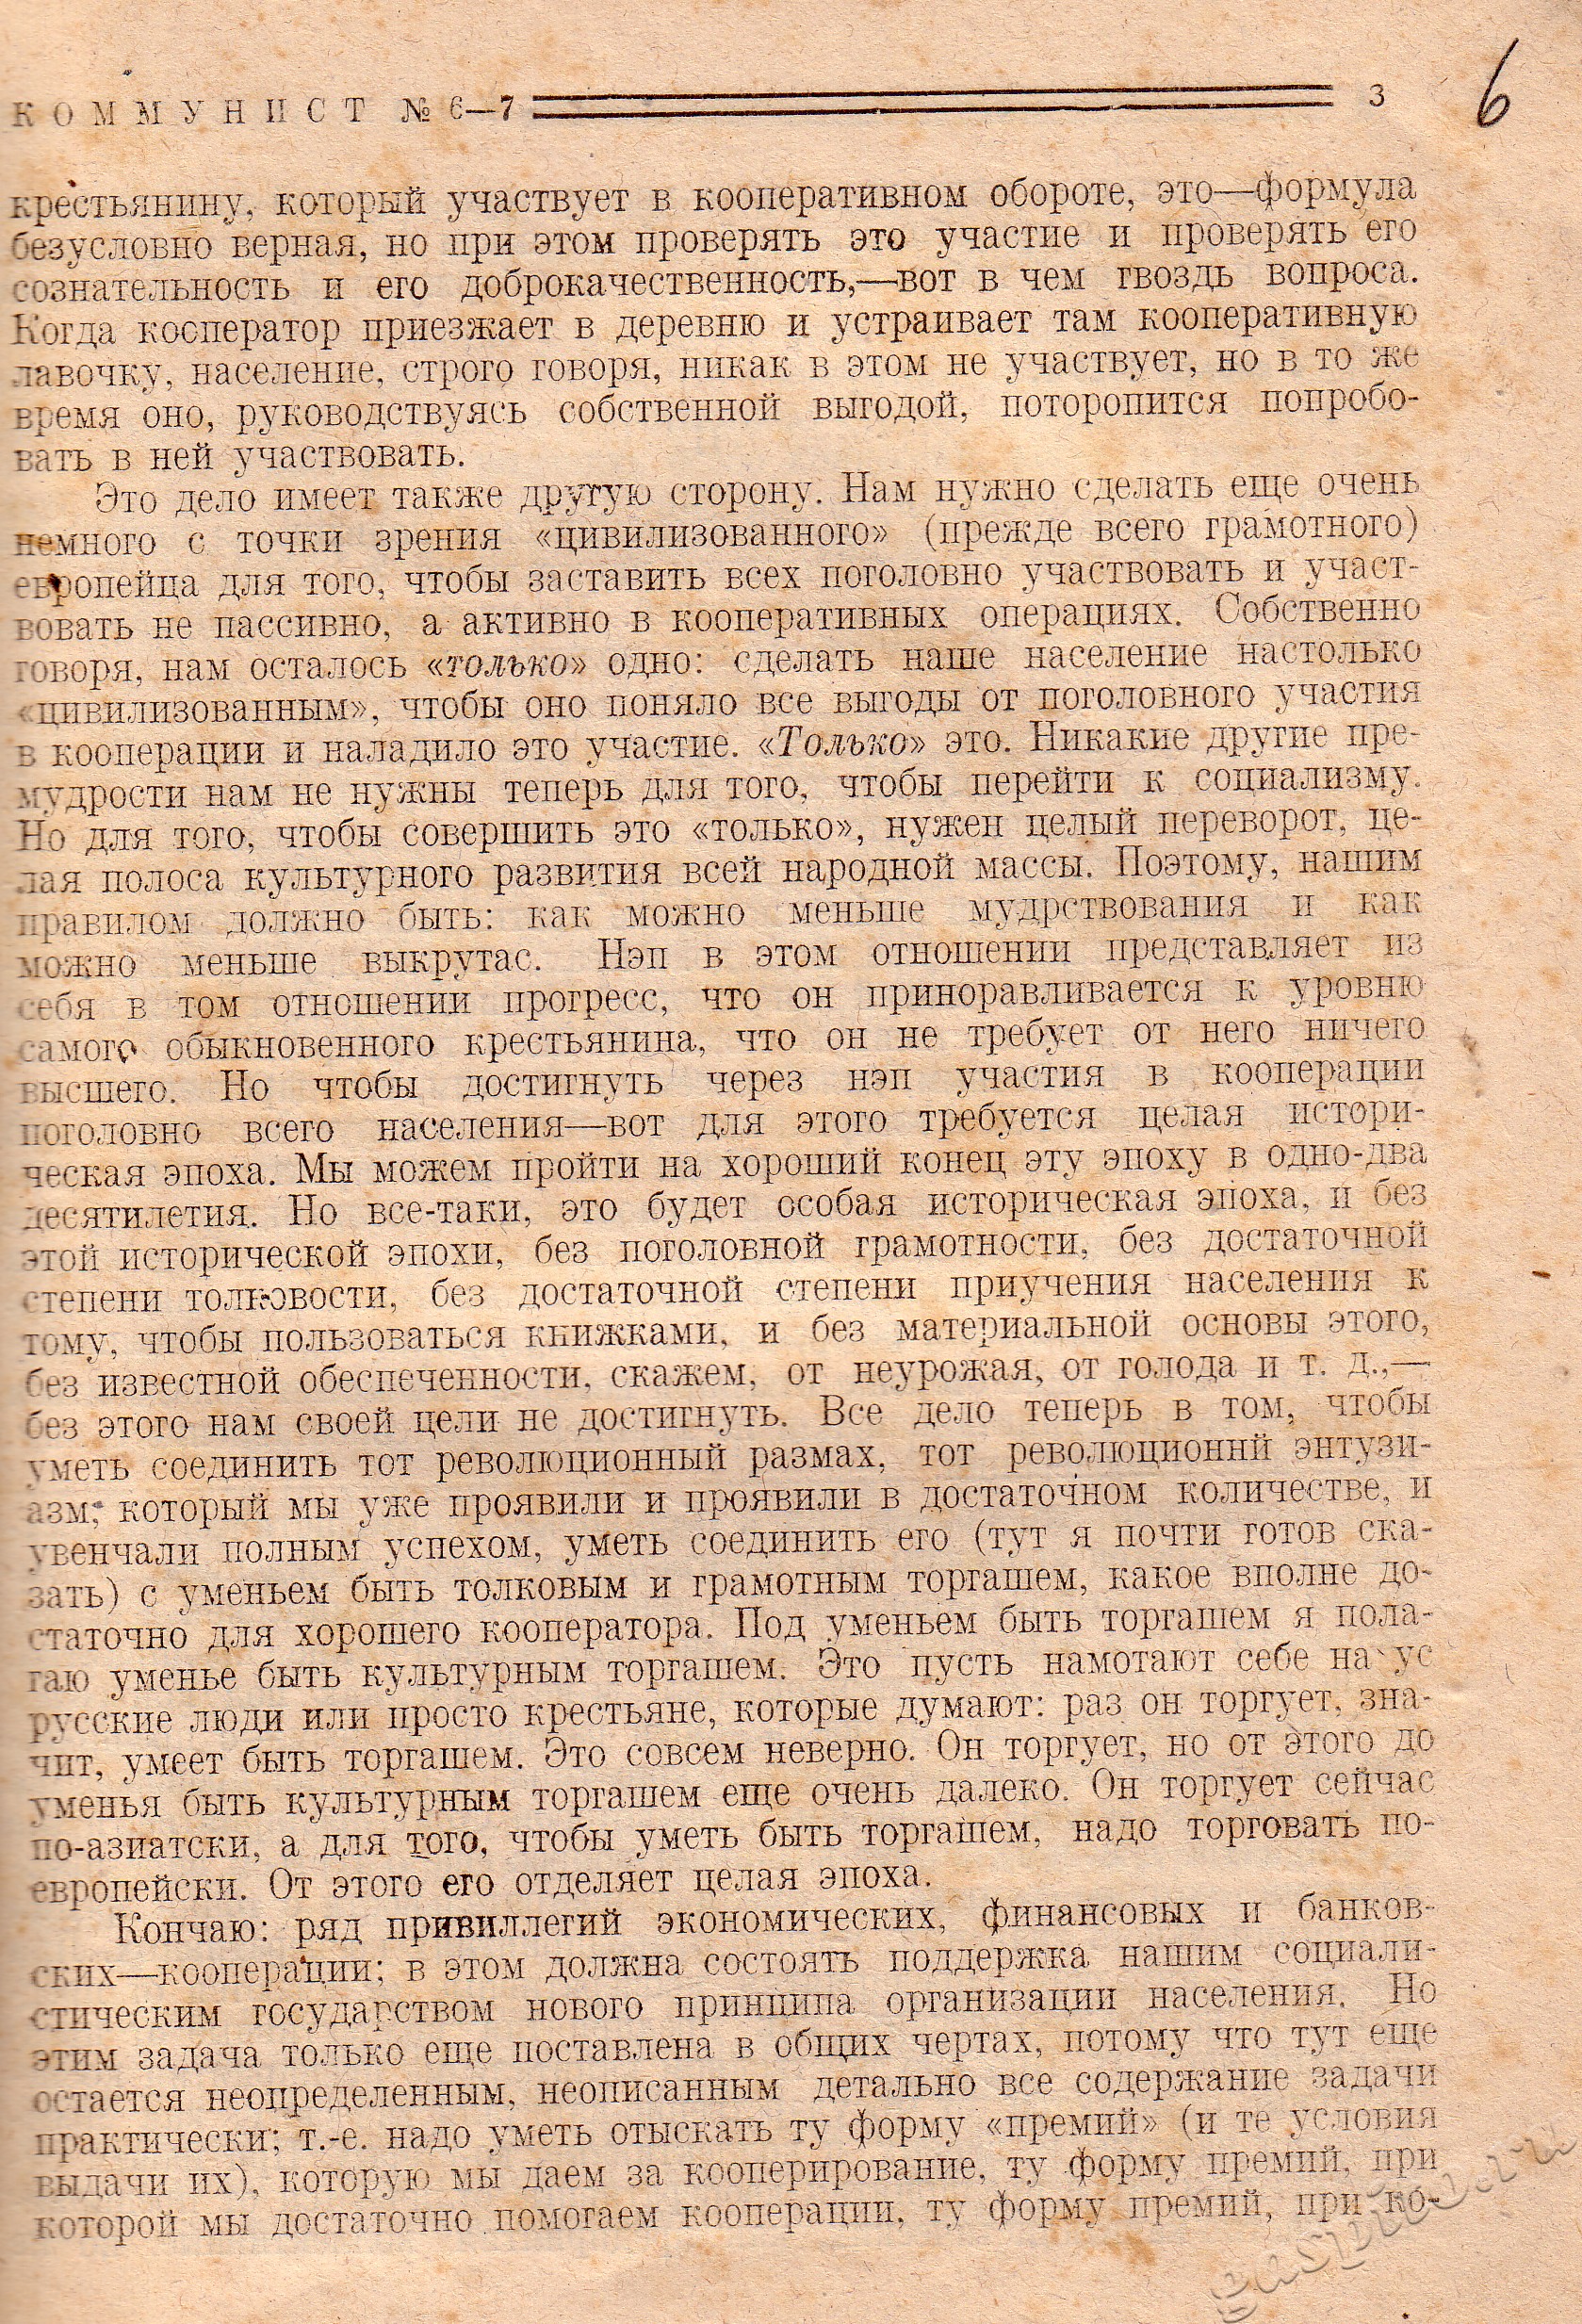 КОММУНИСТ № 6—7 3 6
крестьянину, который участвует в кооперативном обороте, это—формула
безусловно верная, но при этом проверять это участие и проверять его
сознательность и его доброкачественность,—вот в чем гвоздь вопроса.
Когда косператор приезжает в деревню и устраивает там кооперативную
лавочку, население, строго говоря, никак в этом не участвует, но в то же
время оно, руководствуясь собственной выгодой, поторопится попробо-
вать в ней участвовать.
Это дело имеет также другую сторону. Нам нужно сделать еще очень
немного с точки зрения «цивилизованного» (прежде всего грамотного)
европейца для того, чтобы заставить всех поголовно участвовать и участ-
вовать не пассивно, а активно в кооперативных операциях. Собственно
говоря, нам осталось «только» одно: сделать наше население настолько
«цивилизованным», чтобы оно поняло все выгоды от поголовного участия
в кооперации и наладило это участие. «Только» это. Никакие другие пре-
мудрости нам не нужны теперь для того, чтобы перейти к социализму.
Но для того, чтобы совершить это «только», нужен целый переворот, це-
лая полоса культурного развития всей народной массы. Поэтому, нашим
правилом должно быть: как можно меньше мудрствования и как
можно меньше выкрутас. Нэп в этом отношении представляет из
себя в том отношении прогресс, что он приноравливается к уровню
самого обыкновенного крестьянина, что он не требует от него ничего
высшего. Но чтобы достигнуть через нэп участия в кооперации
поголовно всего населения—вот для этого требуется целая истори-
ческая эпоха. Мы можем пройти на хороший конец эту эпоху в одно-два
десятилетия. Но все-таки, это будет особая историческая эпоха, и без
этой исторической эпохи, без поголовной грамотности, без достаточной
степени толковости, без достаточной степени приучения населения к
тому, чтобы пользоваться книжками, и без материальной основы этого,
без известной обеспеченности, скажем, от неурожая, от голода и т. д.,—
без этого нам своей цели не достигнуть. Все дело теперь в том, чтобы
уметь соединить тот революционный размах, тот революционнй энтузи-
азм, который мы уже проявили и проявили в достаточном количестве, и
увенчали полным успехом, уметь соединить его (тут я почти готов ска-
зать) с уменьем быть толковым и грамотным торгашем, какое вполне до-
статочно для хорошего кооператора. Под уменьем быть торгашем я пола-
гаю уменье быть культурным торгашем. Это пусть намотают себе на ус
русские люди или просто крестьяне, которые думают: раз он торгует, зна-
чит, умеет быть торгашем. Это совсем неверно. Он торгует, но от этого до
уменья быть культурным торгашем еще очень далеко. Он торгует сейчас
по-азиатски, а для того, чтобы уметь быть торгашем, надо торговать по-
европейски. От этого его отделяет целая эпоха.
Кончаю: ряд привиллегий экономических, финансовых и банков-
ских—кооперации; в этом должна состоять поддержка нашим социали-
стическим государством нового принципа организации населения. Но
этим задача только еще поставлена в общих чертах, потому что тут еще
остается неопределенным, неописанным детально все содержание задачи
практически; т.-е. надо уметь отыскать ту форму «премий» (и те условия
выдачи их), которую мы даем за кооперирование, ту форму премий, при
которой мы достаточно помогаем кооперации, ту форму премий, при ко-